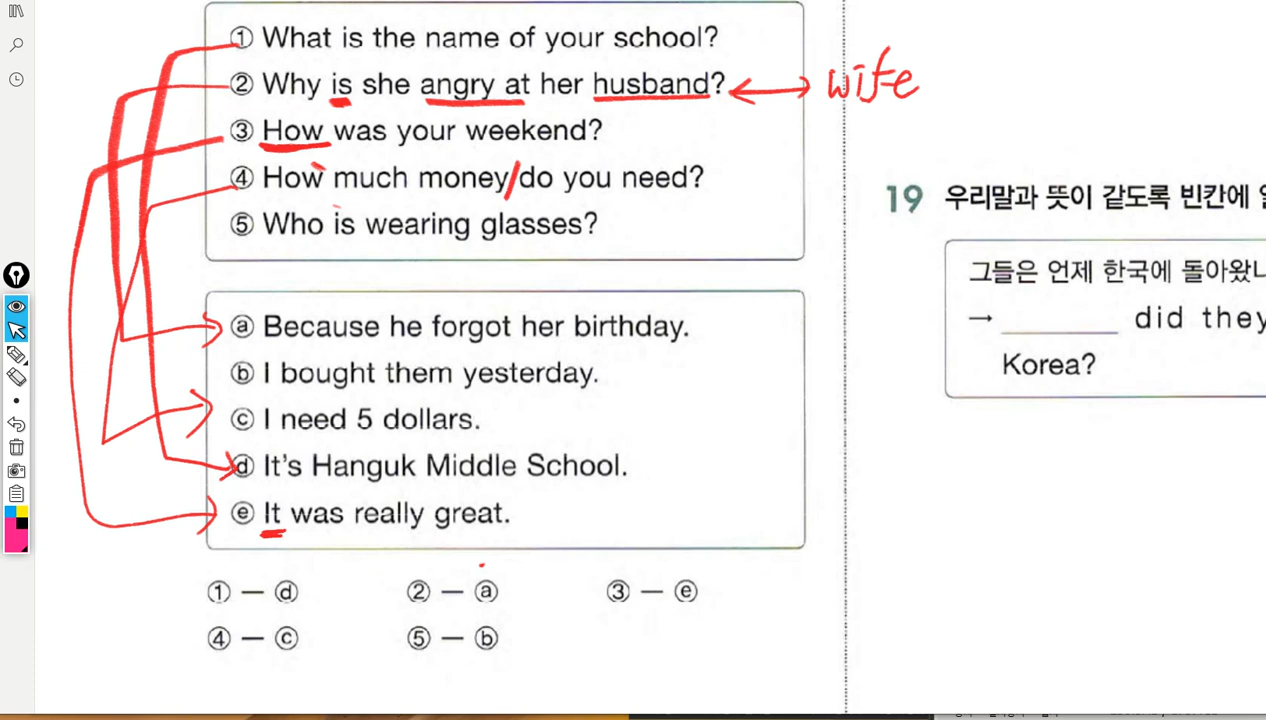 ① What is the name of your school?
② Why is she angry at her husband? wife
③ How was your weekend?
④ How much money/do you need?
⑤ Who is wearing glasses?
ⓐ Because he forgot her birthday.
ⓑ I bought them yesterday.
ⓒ I need 5 dollars.
ⓓ It's Hanguk Middle School.
ⓔ It was really great.
① — ⓓ ② — ⓐ ③ — ⓔ
④ — ⓒ ⑤ — ⓑ
19 우리말과 뜻이 같도록 빈칸에
그들은 언제 한국에 돌아왔
→ ________ did they
Korea?